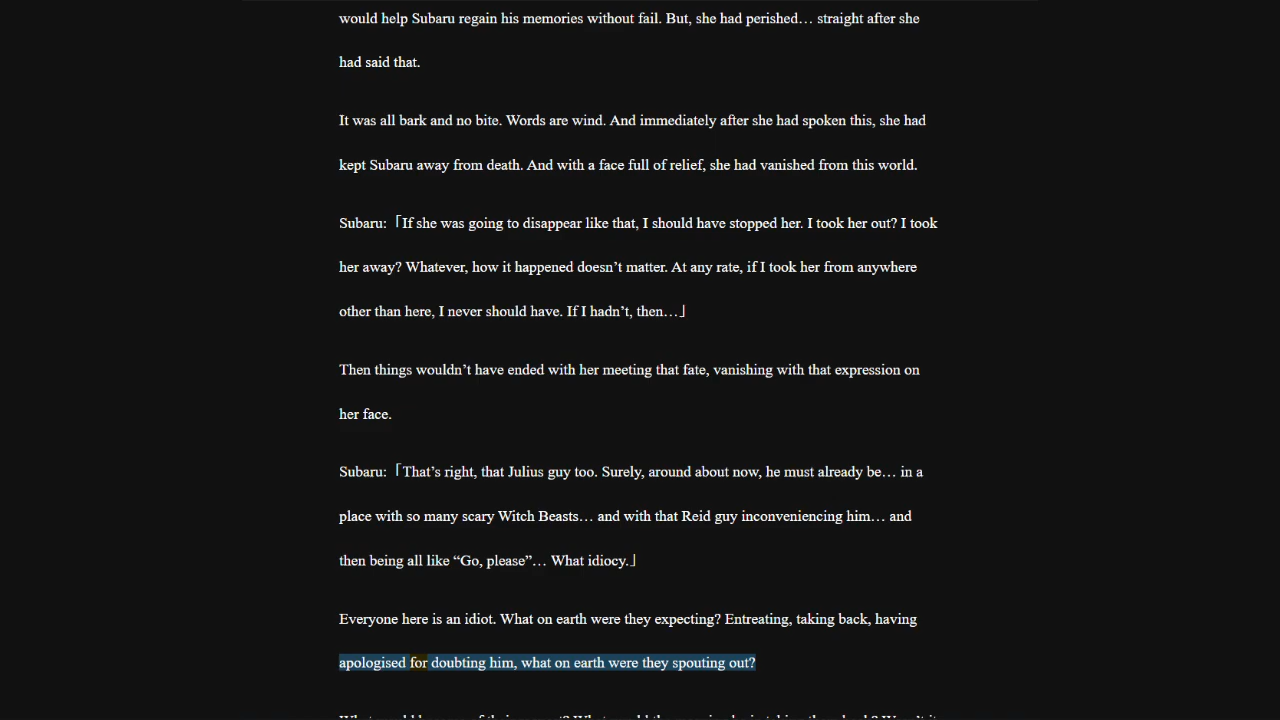 would help Subaru regain his memories without fail. But, she had perished… straight after she
had said that.
It was all bark and no bite. Words are wind. And immediately after she had spoken this, she had
kept Subaru away from death. And with a face full of relief, she had vanished from this world.
Subaru:「If she was going to disappear like that, I should have stopped her. I took her out? I took
her away? Whatever, how it happened doesn’t matter. At any rate, if I took her from anywhere
other than here, I never should have. If I hadn’t, then…」
Then things wouldn’t have ended with her meeting that fate, vanishing with that expression on
her face.
Subaru:「That’s right, that Julius guy too. Surely, around about now, he must already be… in a
place with so many scary Witch Beasts… and with that Reid guy inconveniencing him… and
then being all like “Go, please”… What idiocy.」
Everyone here is an idiot. What on earth were they expecting? Entreating, taking back, having
apologised for doubting him, what on earth were they spouting out?